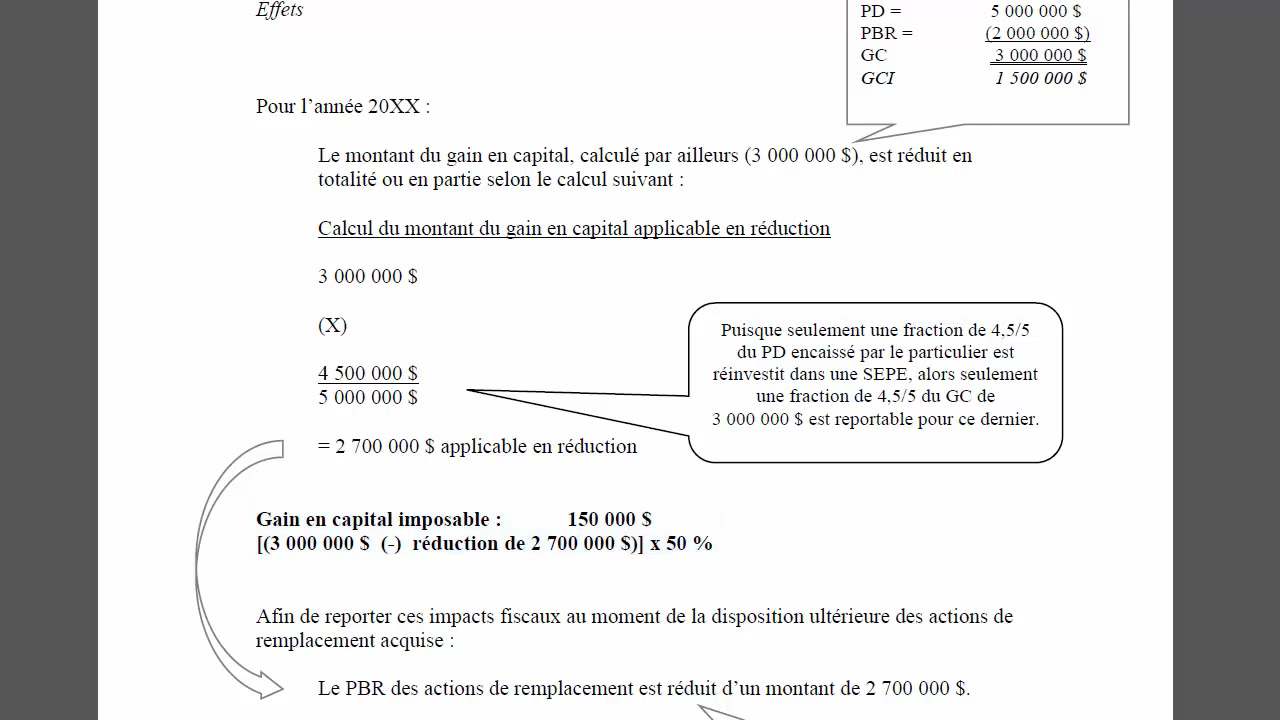 Effets
PD = 5 000 000 $
PBR = (2 000 000 $)
GC 3 000 000 $
GCI 1 500 000 $
Pour l’année 20XX :
Le montant du gain en capital, calculé par ailleurs (3 000 000 $), est réduit en
totalité ou en partie selon le calcul suivant :
Calcul du montant du gain en capital applicable en réduction
3 000 000 $
(X)
4 500 000 $
5 000 000 $
Puisque seulement une fraction de 4,5/5
du PD encaissé par le particulier est
réinvestit dans une SEPE, alors seulement
une fraction de 4,5/5 du GC de
3 000 000 $ est reportable pour ce dernier.
= 2 700 000 $ applicable en réduction
Gain en capital imposable : 150 000 $
[(3 000 000 $ (-) réduction de 2 700 000 $)] x 50 %
Afin de reporter ces impacts fiscaux au moment de la disposition ultérieure des actions de
remplacement acquise :
Le PBR des actions de remplacement est réduit d’un montant de 2 700 000 $.